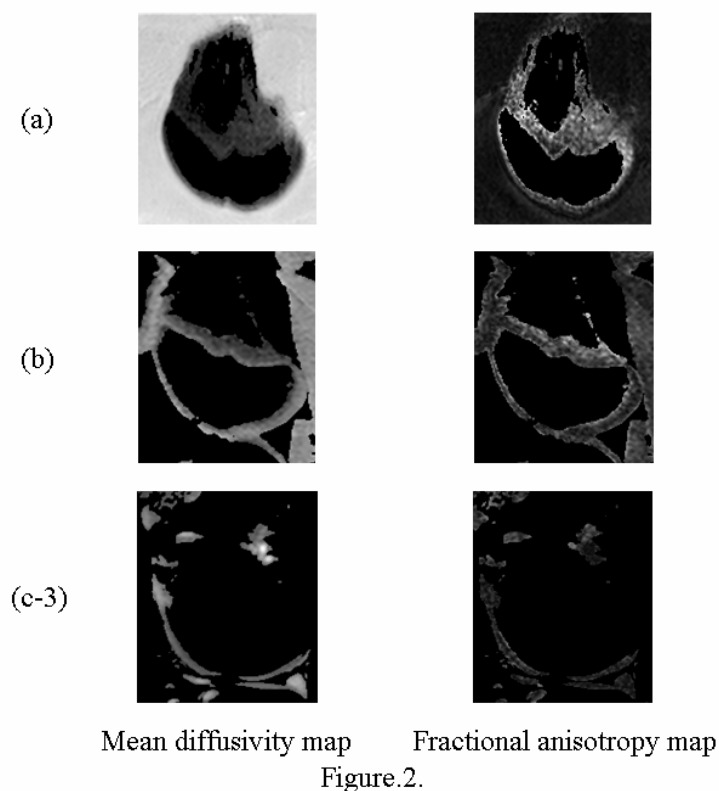 (a)
(b)
(c-3)
Mean diffusivity map Fractional anisotropy map
Figure.2.